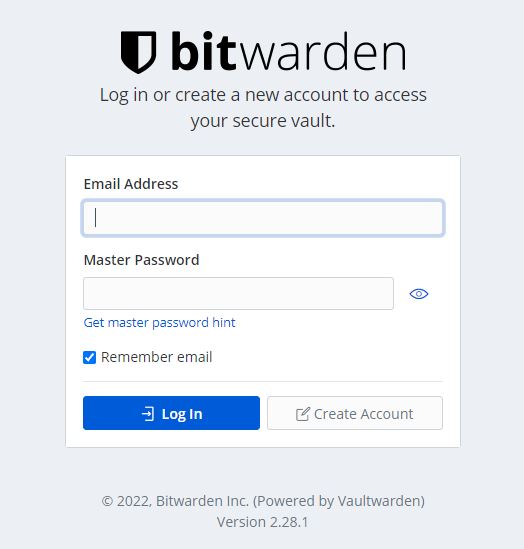 bitwarden
Log in or create a new account to access
your secure vault.
Email Address
Master Password
Get master password hint
Remember email
Log In
Create Account
© 2022, Bitwarden Inc. (Powered by Vaultwarden)
Version 2.28.1